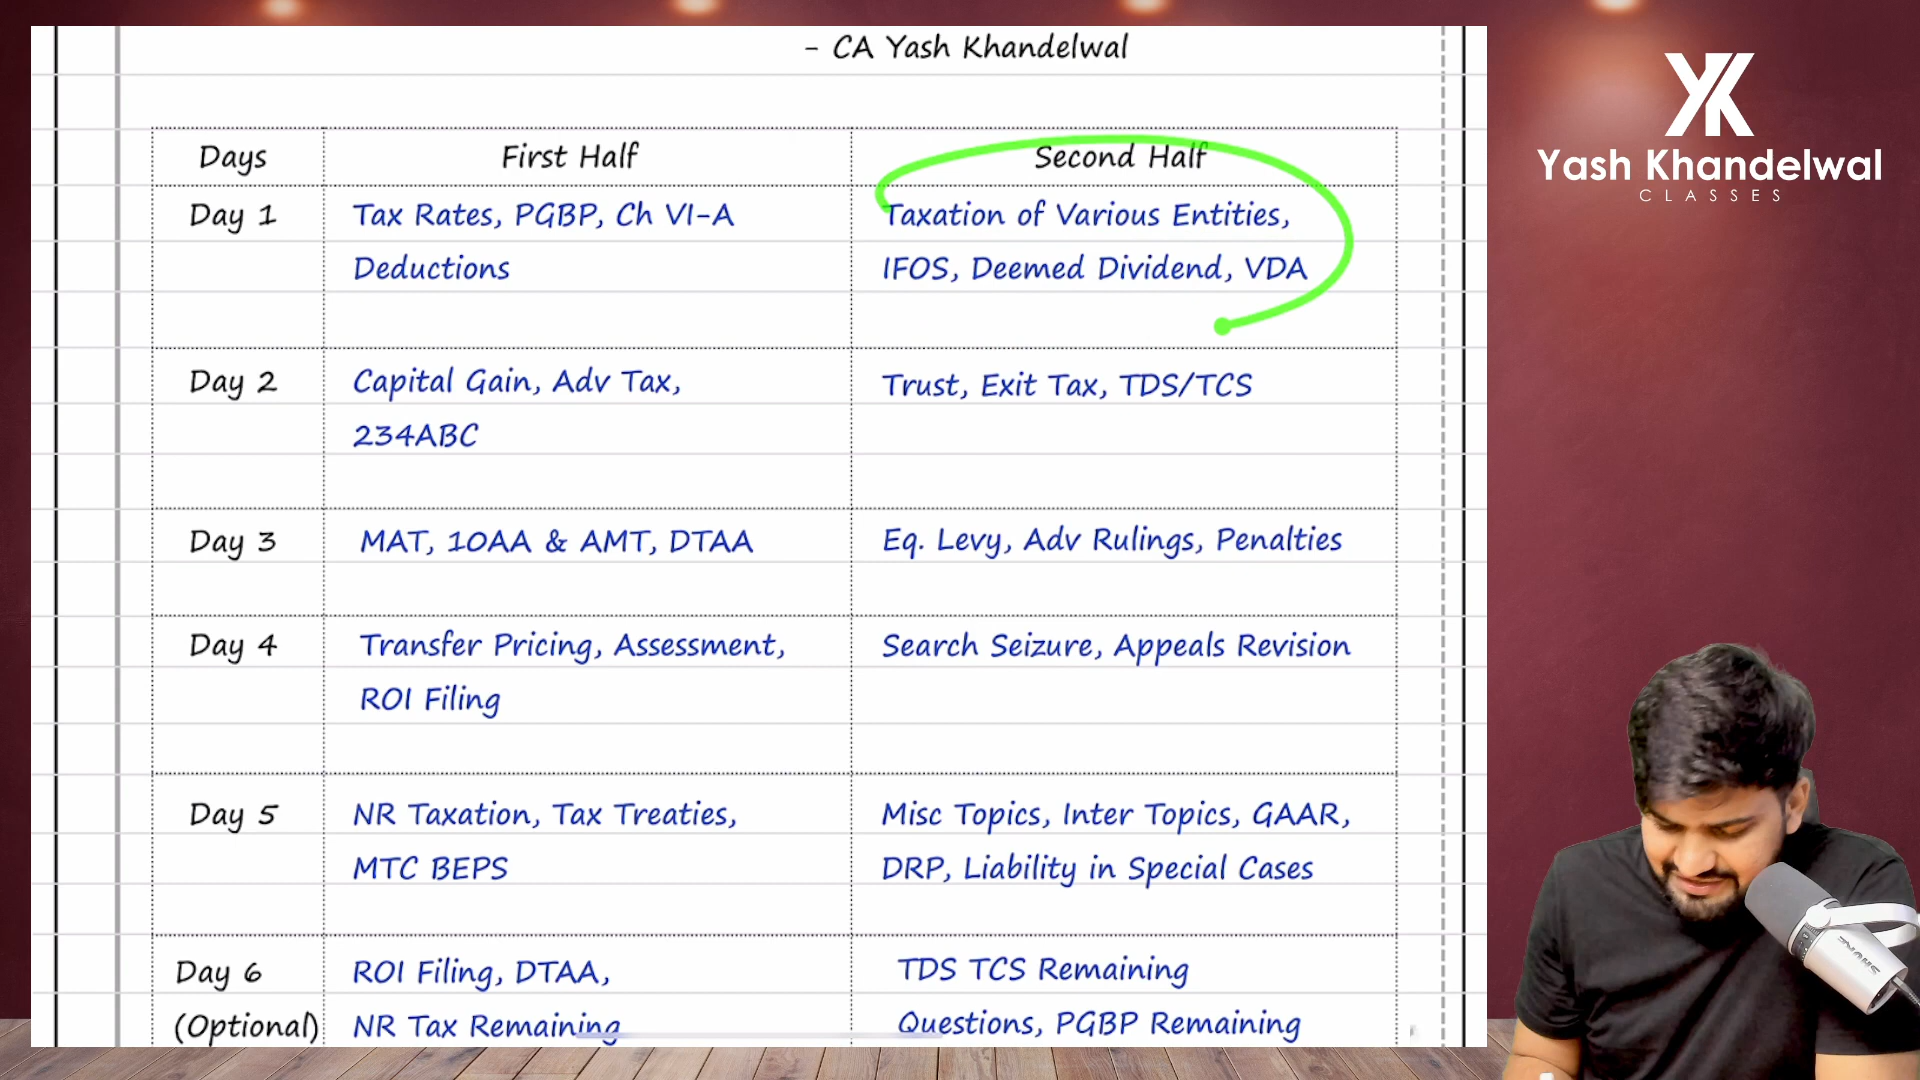 - CA Yash Khandelwal
Days First Half Second Half
Day 1 Tax Rates, PGBP, Ch VI-A Taxation of Various Entities,
Deductions IFOS, Deemed Dividend, VDA
Day 2 Capital Gain, Adv Tax, Trust, Exit Tax, TDS/TCS
234ABC
Day 3 MAT, 10AA & AMT, DTAA Eq. Levy, Adv Rulings, Penalties
Day 4 Transfer Pricing, Assessment, Search Seizure, Appeals Revision
ROI Filing
Day 5 NR Taxation, Tax Treaties, Misc Topics, Inter Topics, GAAR,
MTC BEPS DRP, Liability in Special Cases
Day 6 ROI Filing, DTAA, TDS TCS Remaining
(Optional) NR Tax Remaining Questions, PGBP Remaining
YK
Yash Khandelwal
CLASSES
SHURE